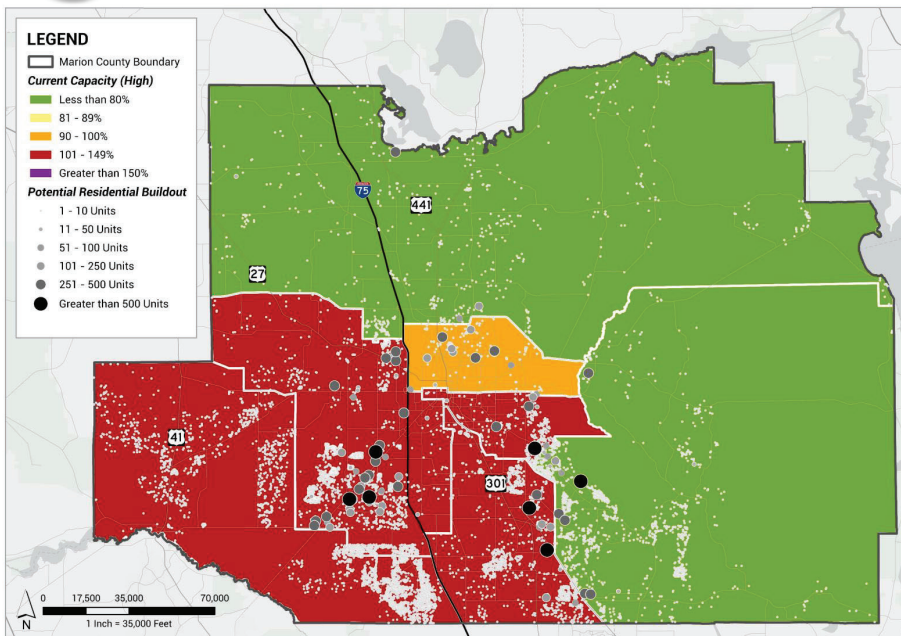 LEGEND
Marion County Boundary
Current Capacity (High)
Less than 80%
81 - 89%
90 - 100%
101 - 149%
Greater than 150%
Potential Residential Buildout
1 - 10 Units
11 - 50 Units
51 - 100 Units
101 - 250 Units
251 - 500 Units
Greater than 500 Units
75
441
27
41
301
0 17,500 35,000 70,000
N
1 Inch = 35,000 Feet